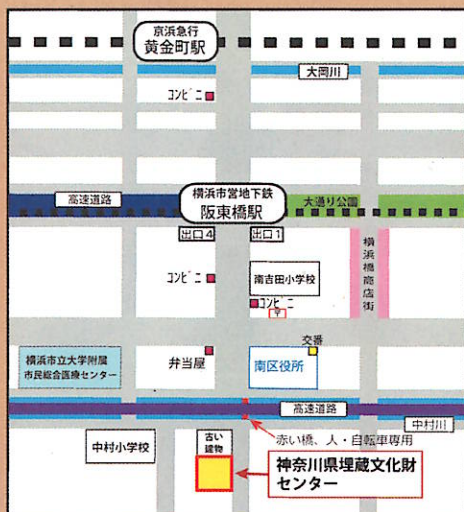 京浜急行
黄金町駅
大岡川
コンビニ
高速道路
横浜市営地下鉄
阪東橋駅
大通り公園
出口4
出口1
横浜橋商店街
コンビニ
南吉田小学校
コンビニ
〒
横浜市立大学附属
市民総合医療センター
弁当屋
交番
南区役所
高速道路
中村川
赤い橋、人・自転車専用
中村小学校
古い
建物
神奈川県埋蔵文化財
センター